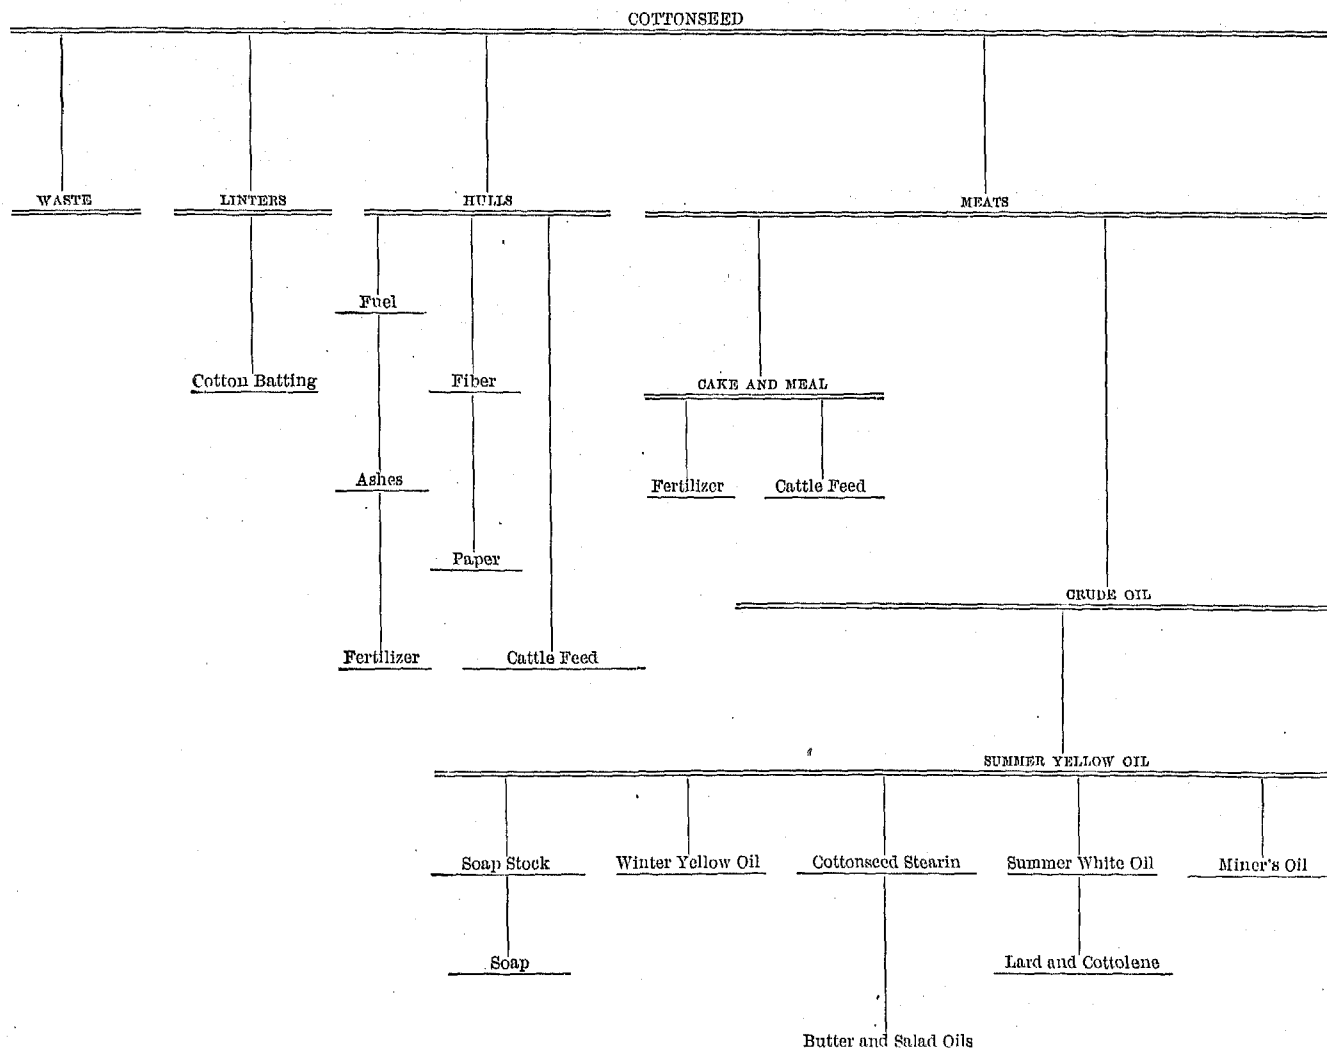 COTTONSEED
WASTE
LINTERS
HULLS
MEATS
Fuel
Cotton Batting
Fiber
CAKE AND MEAL
Ashes
Fertilizer
Cattle Feed
Paper
CRUDE OIL
Fertilizer
Cattle Feed
SUMMER YELLOW OIL
Soap Stock
Winter Yellow Oil
Cottonseed Stearin
Summer White Oil
Miner's Oil
Soap
Lard and Cottolene
Butter and Salad Oils